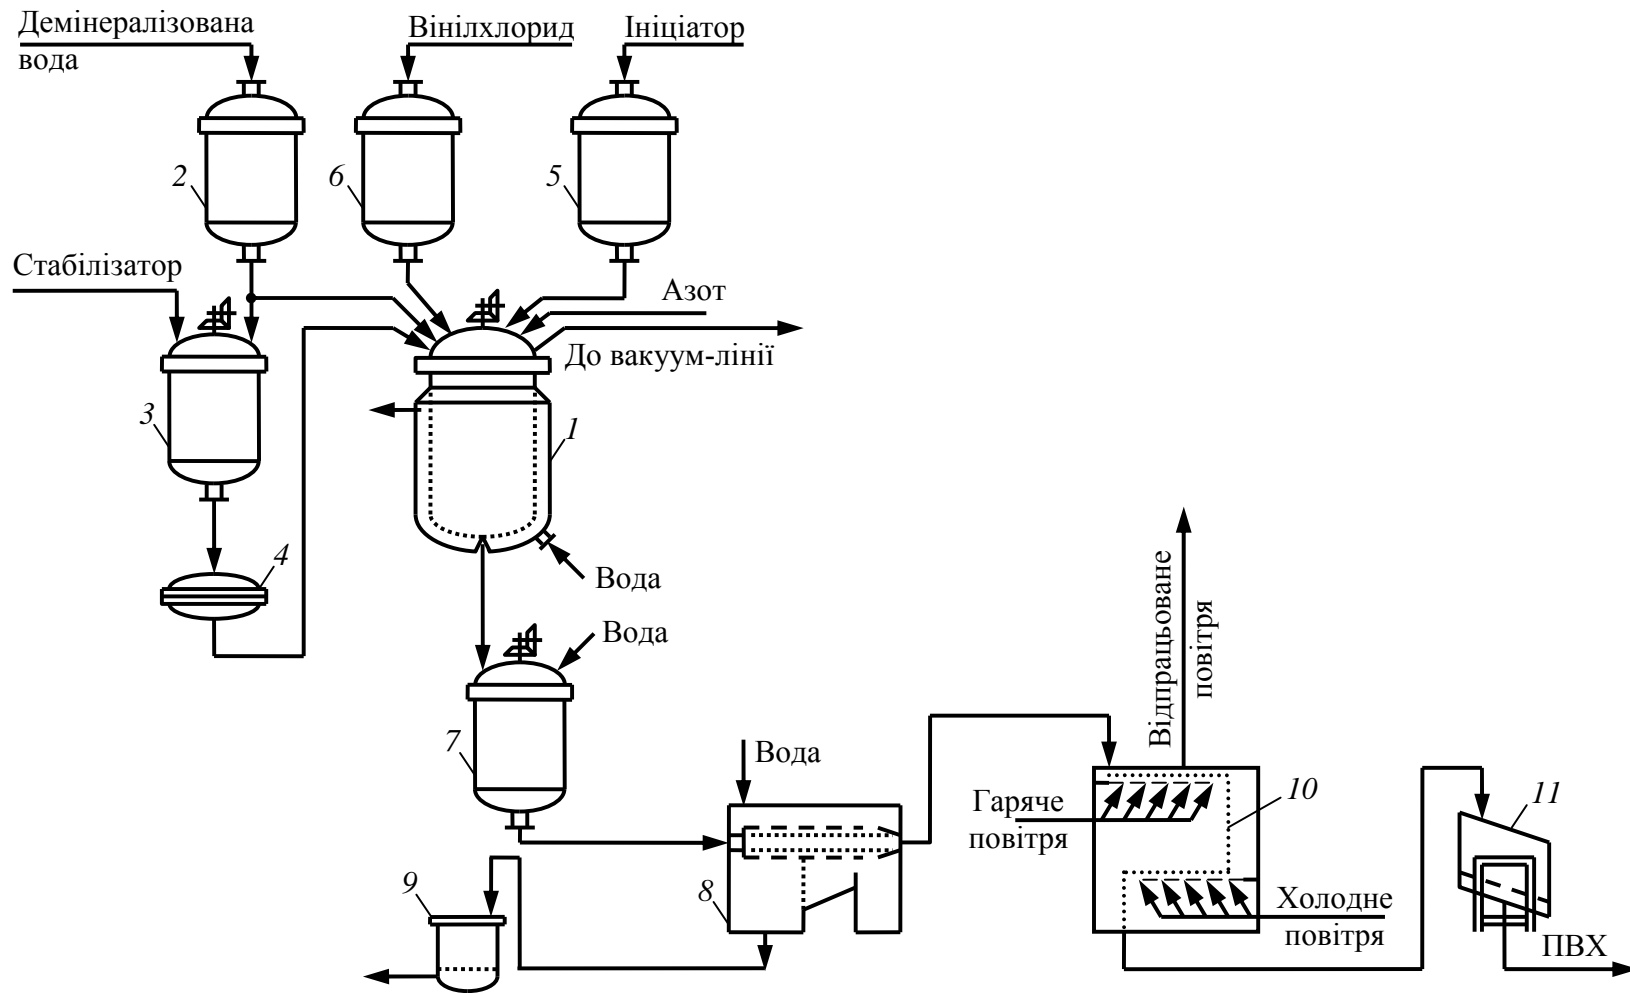 Демінералізована
вода
Вінілхлорид
Ініціатор
2
6
5
Стабілізатор
Азот
До вакуум-лінії
3
1
4
Вода
Вода
Відпрацьоване
повітря
7
Вода
Гаряче
повітря
10
11
9
8
Холодне
повітря
ПВХ